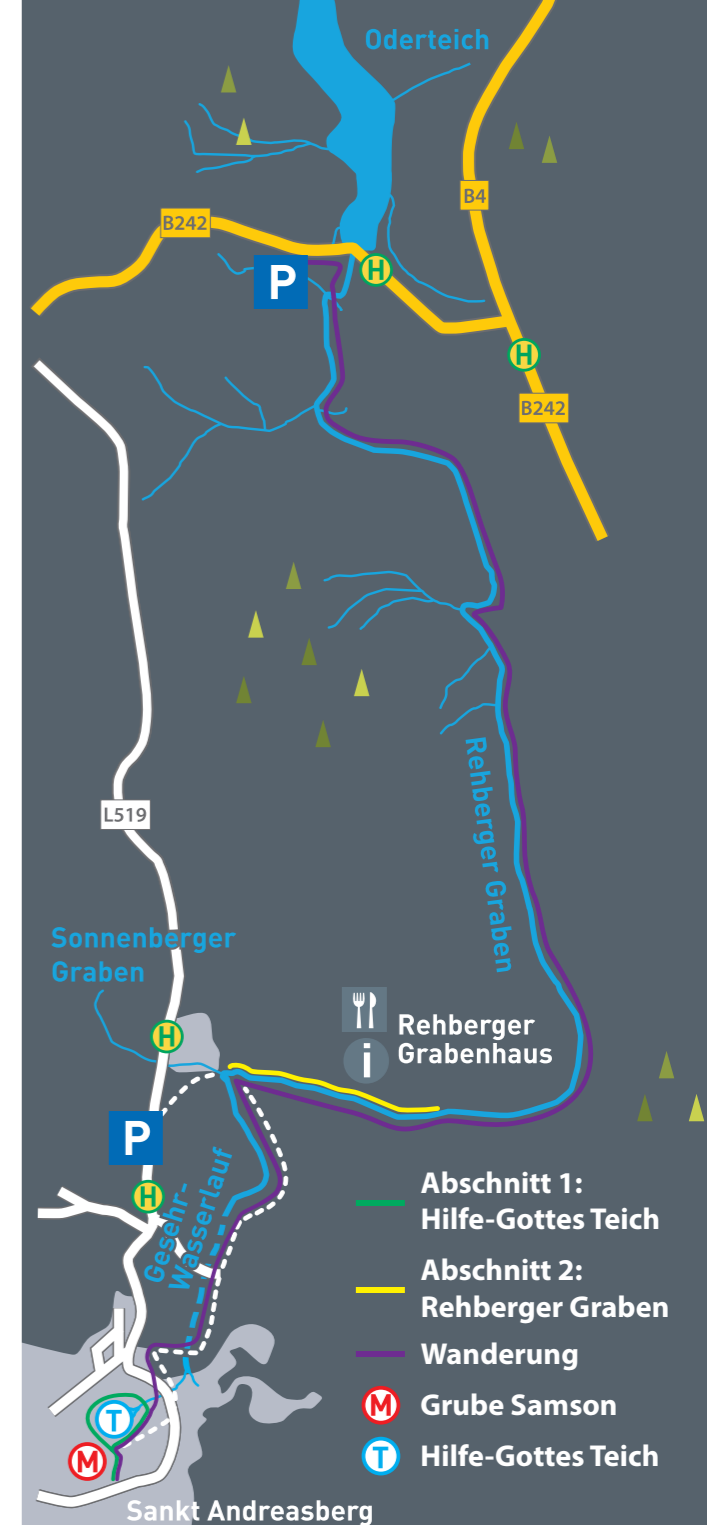 Oderteich
B4
B242
P
H
H
B242
L519
Rehberger Graben
Sonnenberger
Graben
H
i
Rehberger
Grabenhaus
P
H
Gesehr-
Wasserlauf
Abschnitt 1:
Hilfe-Gottes Teich
Abschnitt 2:
Rehberger Graben
Wanderung
M Grube Samson
T Hilfe-Gottes Teich
T
M
Sankt Andreasberg